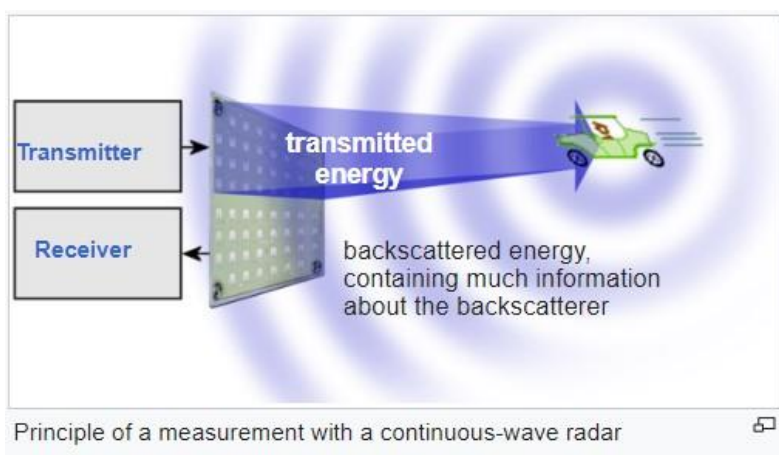 Transmitter
transmitted
energy
Receiver
backscattered energy,
containing much information
about the backscatterer
Principle of a measurement with a continuous-wave radar